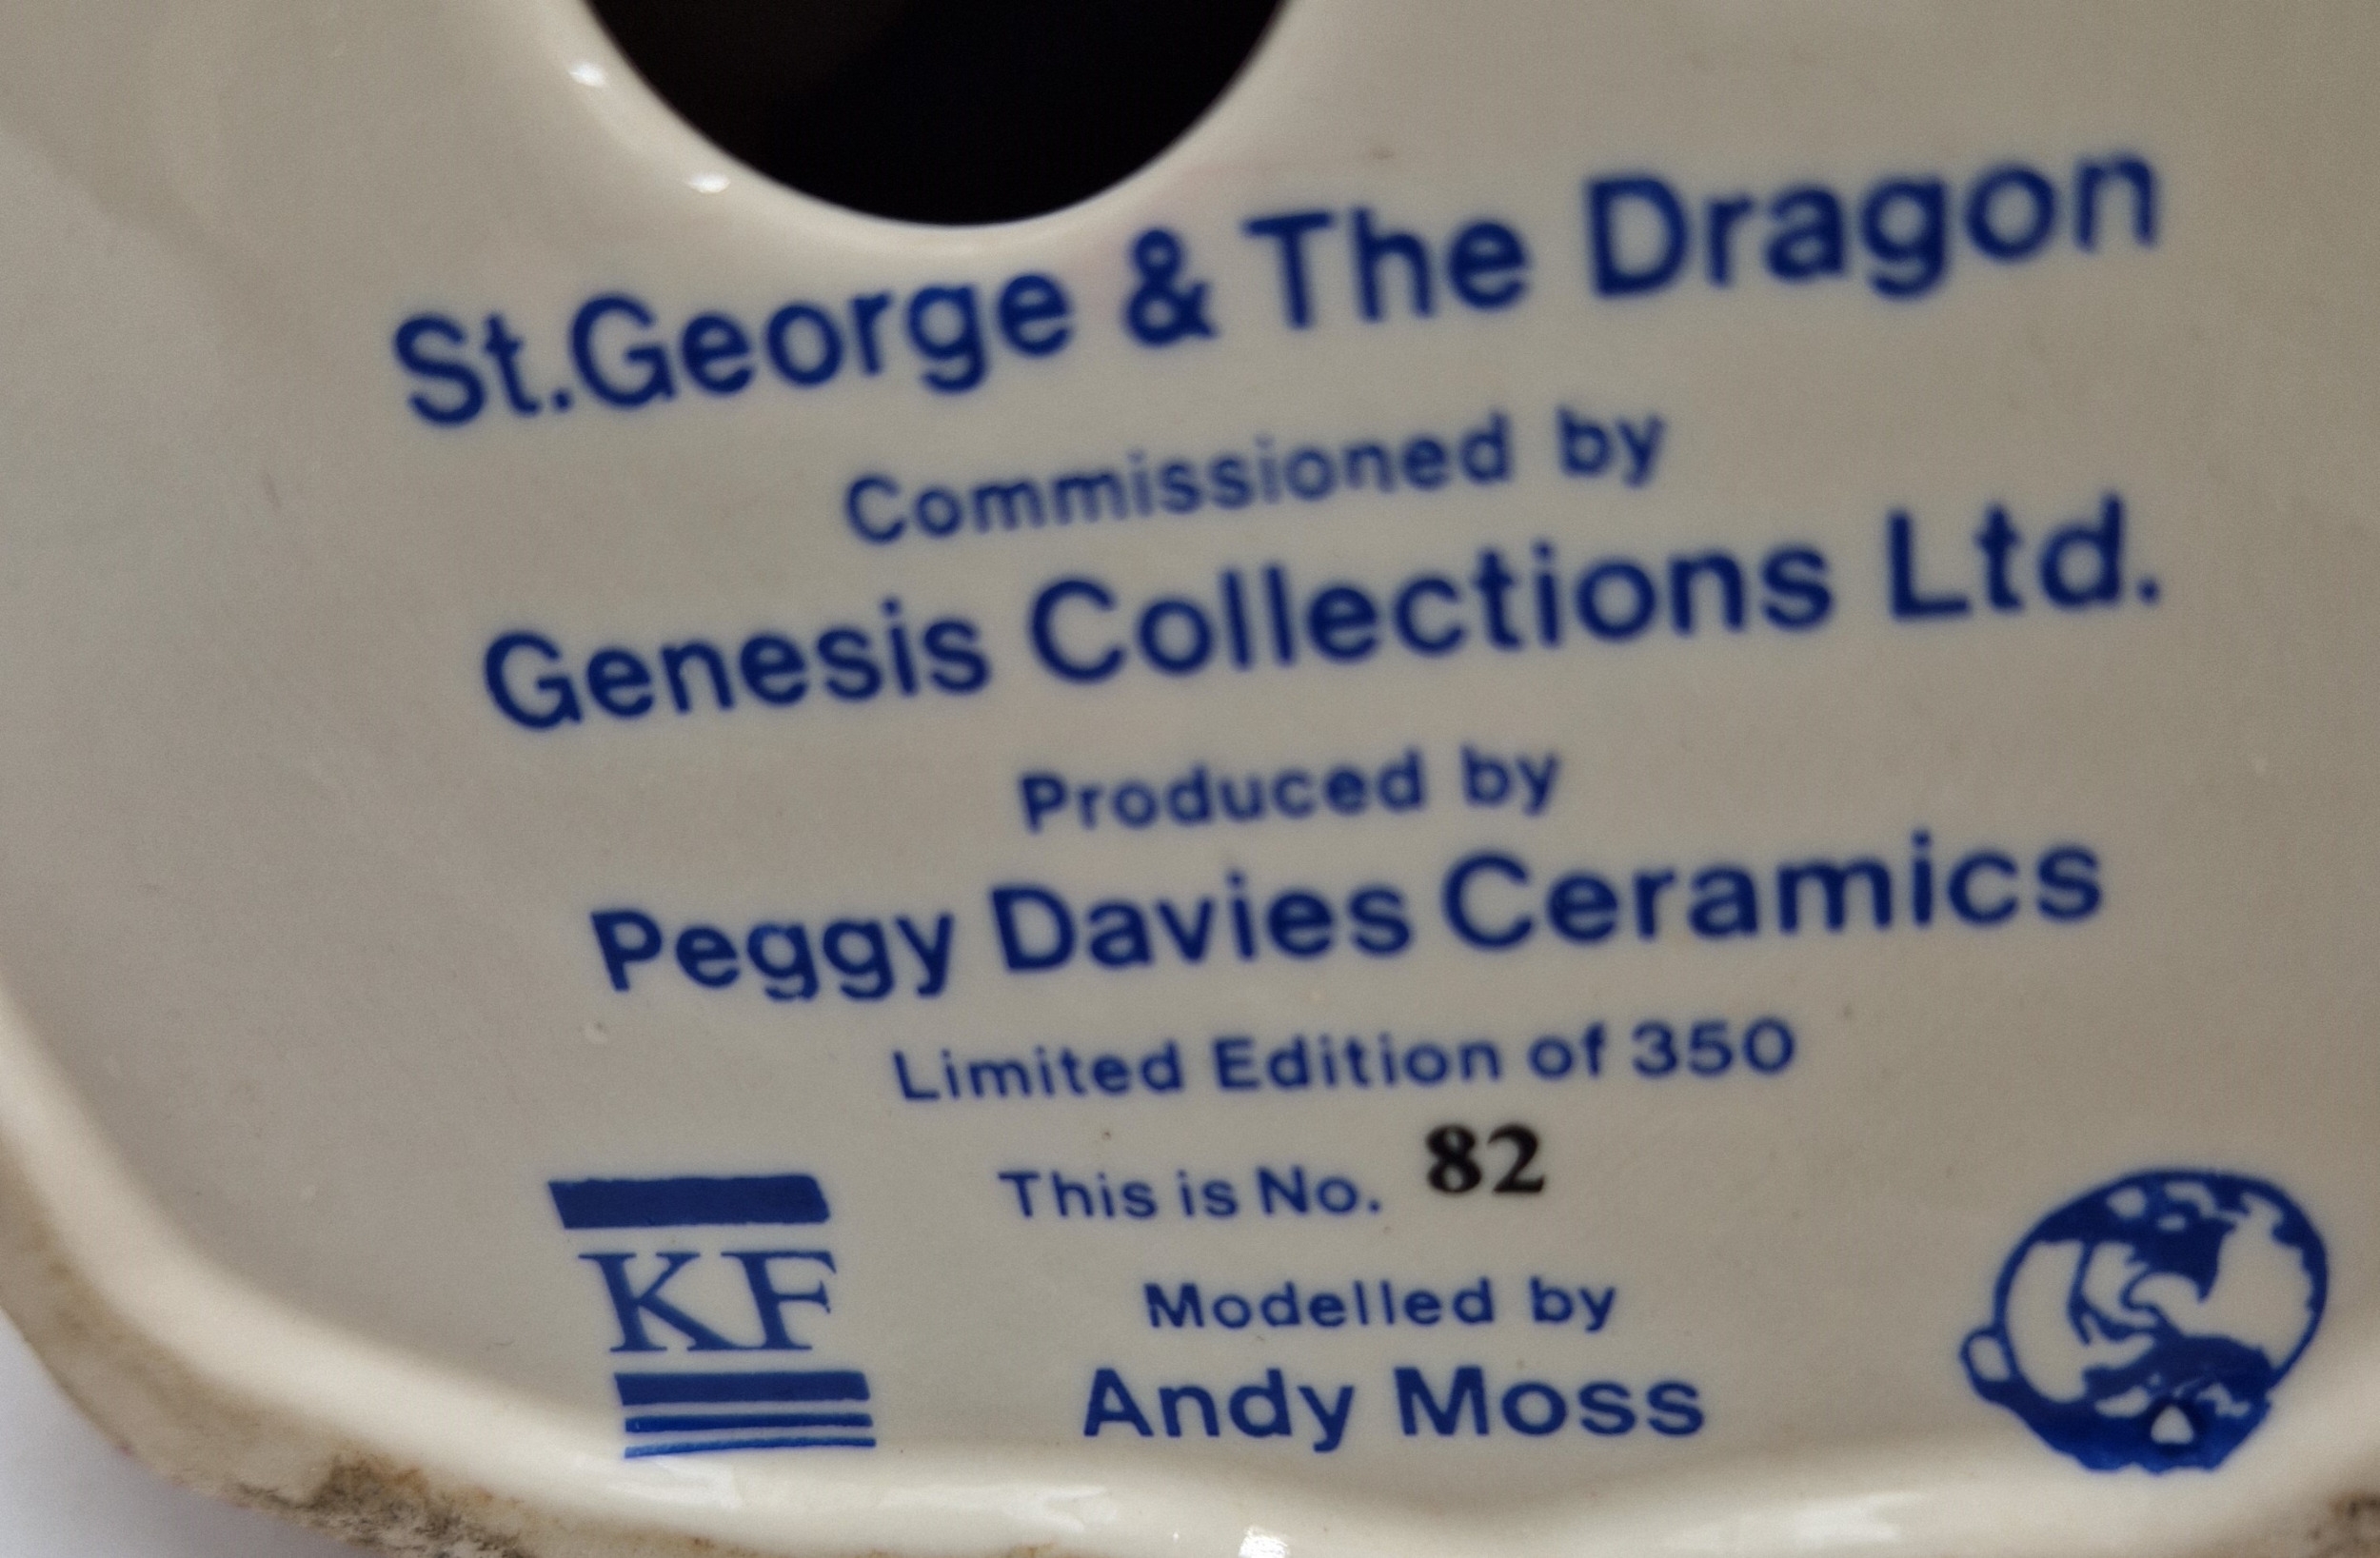 St.George & The Dragon
Commissioned by
Genesis Collections Ltd.
Produced by
Peggy Davies Ceramics
Limited Edition of 350
This is No. 82
KF
Modelled by
Andy Moss